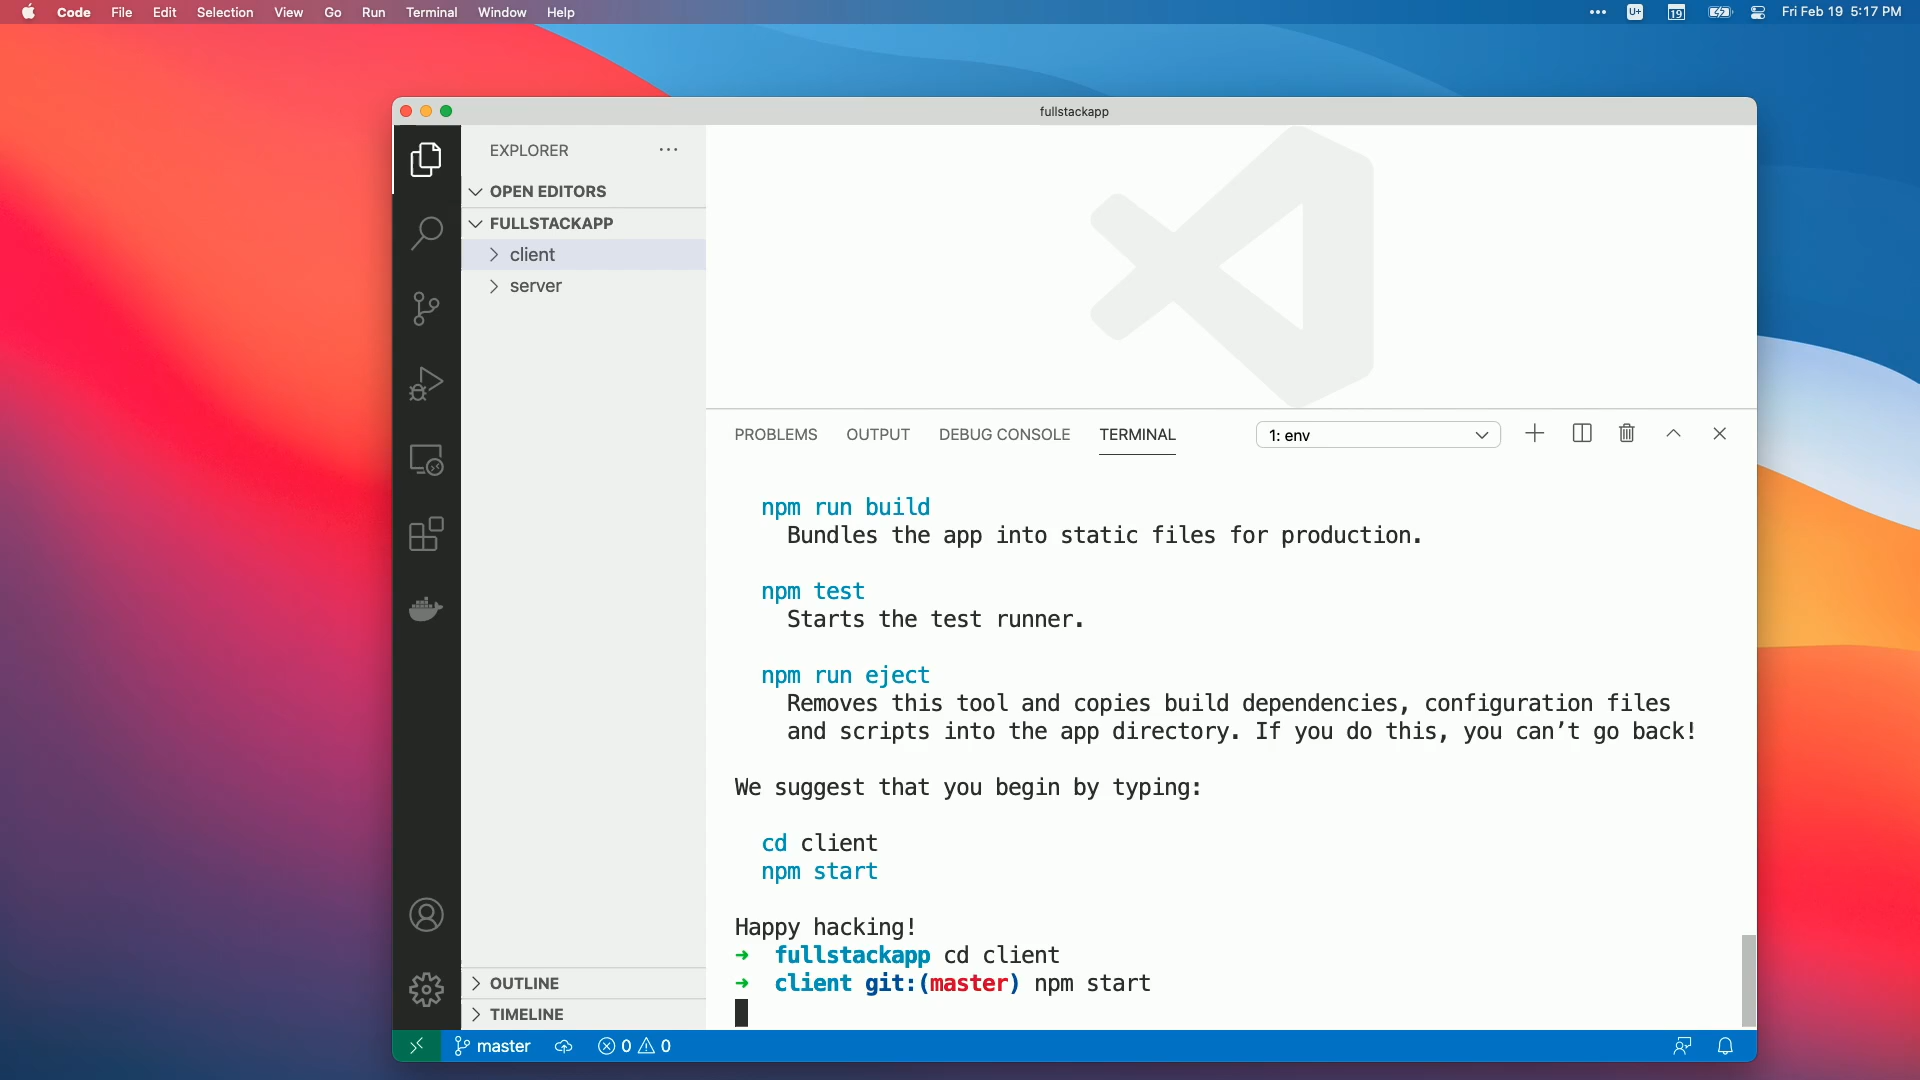 Code File Edit Selection View Go Run Terminal Window Help
U+ 19 Fri Feb 19 5:17 PM
fullstackapp
EXPLORER
OPEN EDITORS
FULLSTACKAPP
client
server
PROBLEMS OUTPUT DEBUG CONSOLE TERMINAL 1: env
npm run build
Bundles the app into static files for production.
npm test
Starts the test runner.
npm run eject
Removes this tool and copies build dependencies, configuration files
and scripts into the app directory. If you do this, you can’t go back!
We suggest that you begin by typing:
cd client
npm start
Happy hacking!
➜ fullstackapp cd client
➜ client git:(master) npm start
OUTLINE
TIMELINE
master 0 0